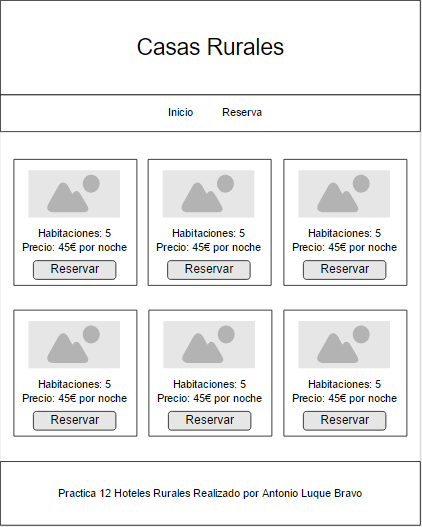 Casas Rurales
Inicio Reserva
Habitaciones: 5
Precio: 45€ por noche
Reservar
Habitaciones: 5
Precio: 45€ por noche
Reservar
Habitaciones: 5
Precio: 45€ por noche
Reservar
Habitaciones: 5
Precio: 45€ por noche
Reservar
Habitaciones: 5
Precio: 45€ por noche
Reservar
Habitaciones: 5
Precio: 45€ por noche
Reservar
Practica 12 Hoteles Rurales Realizado por Antonio Luque Bravo